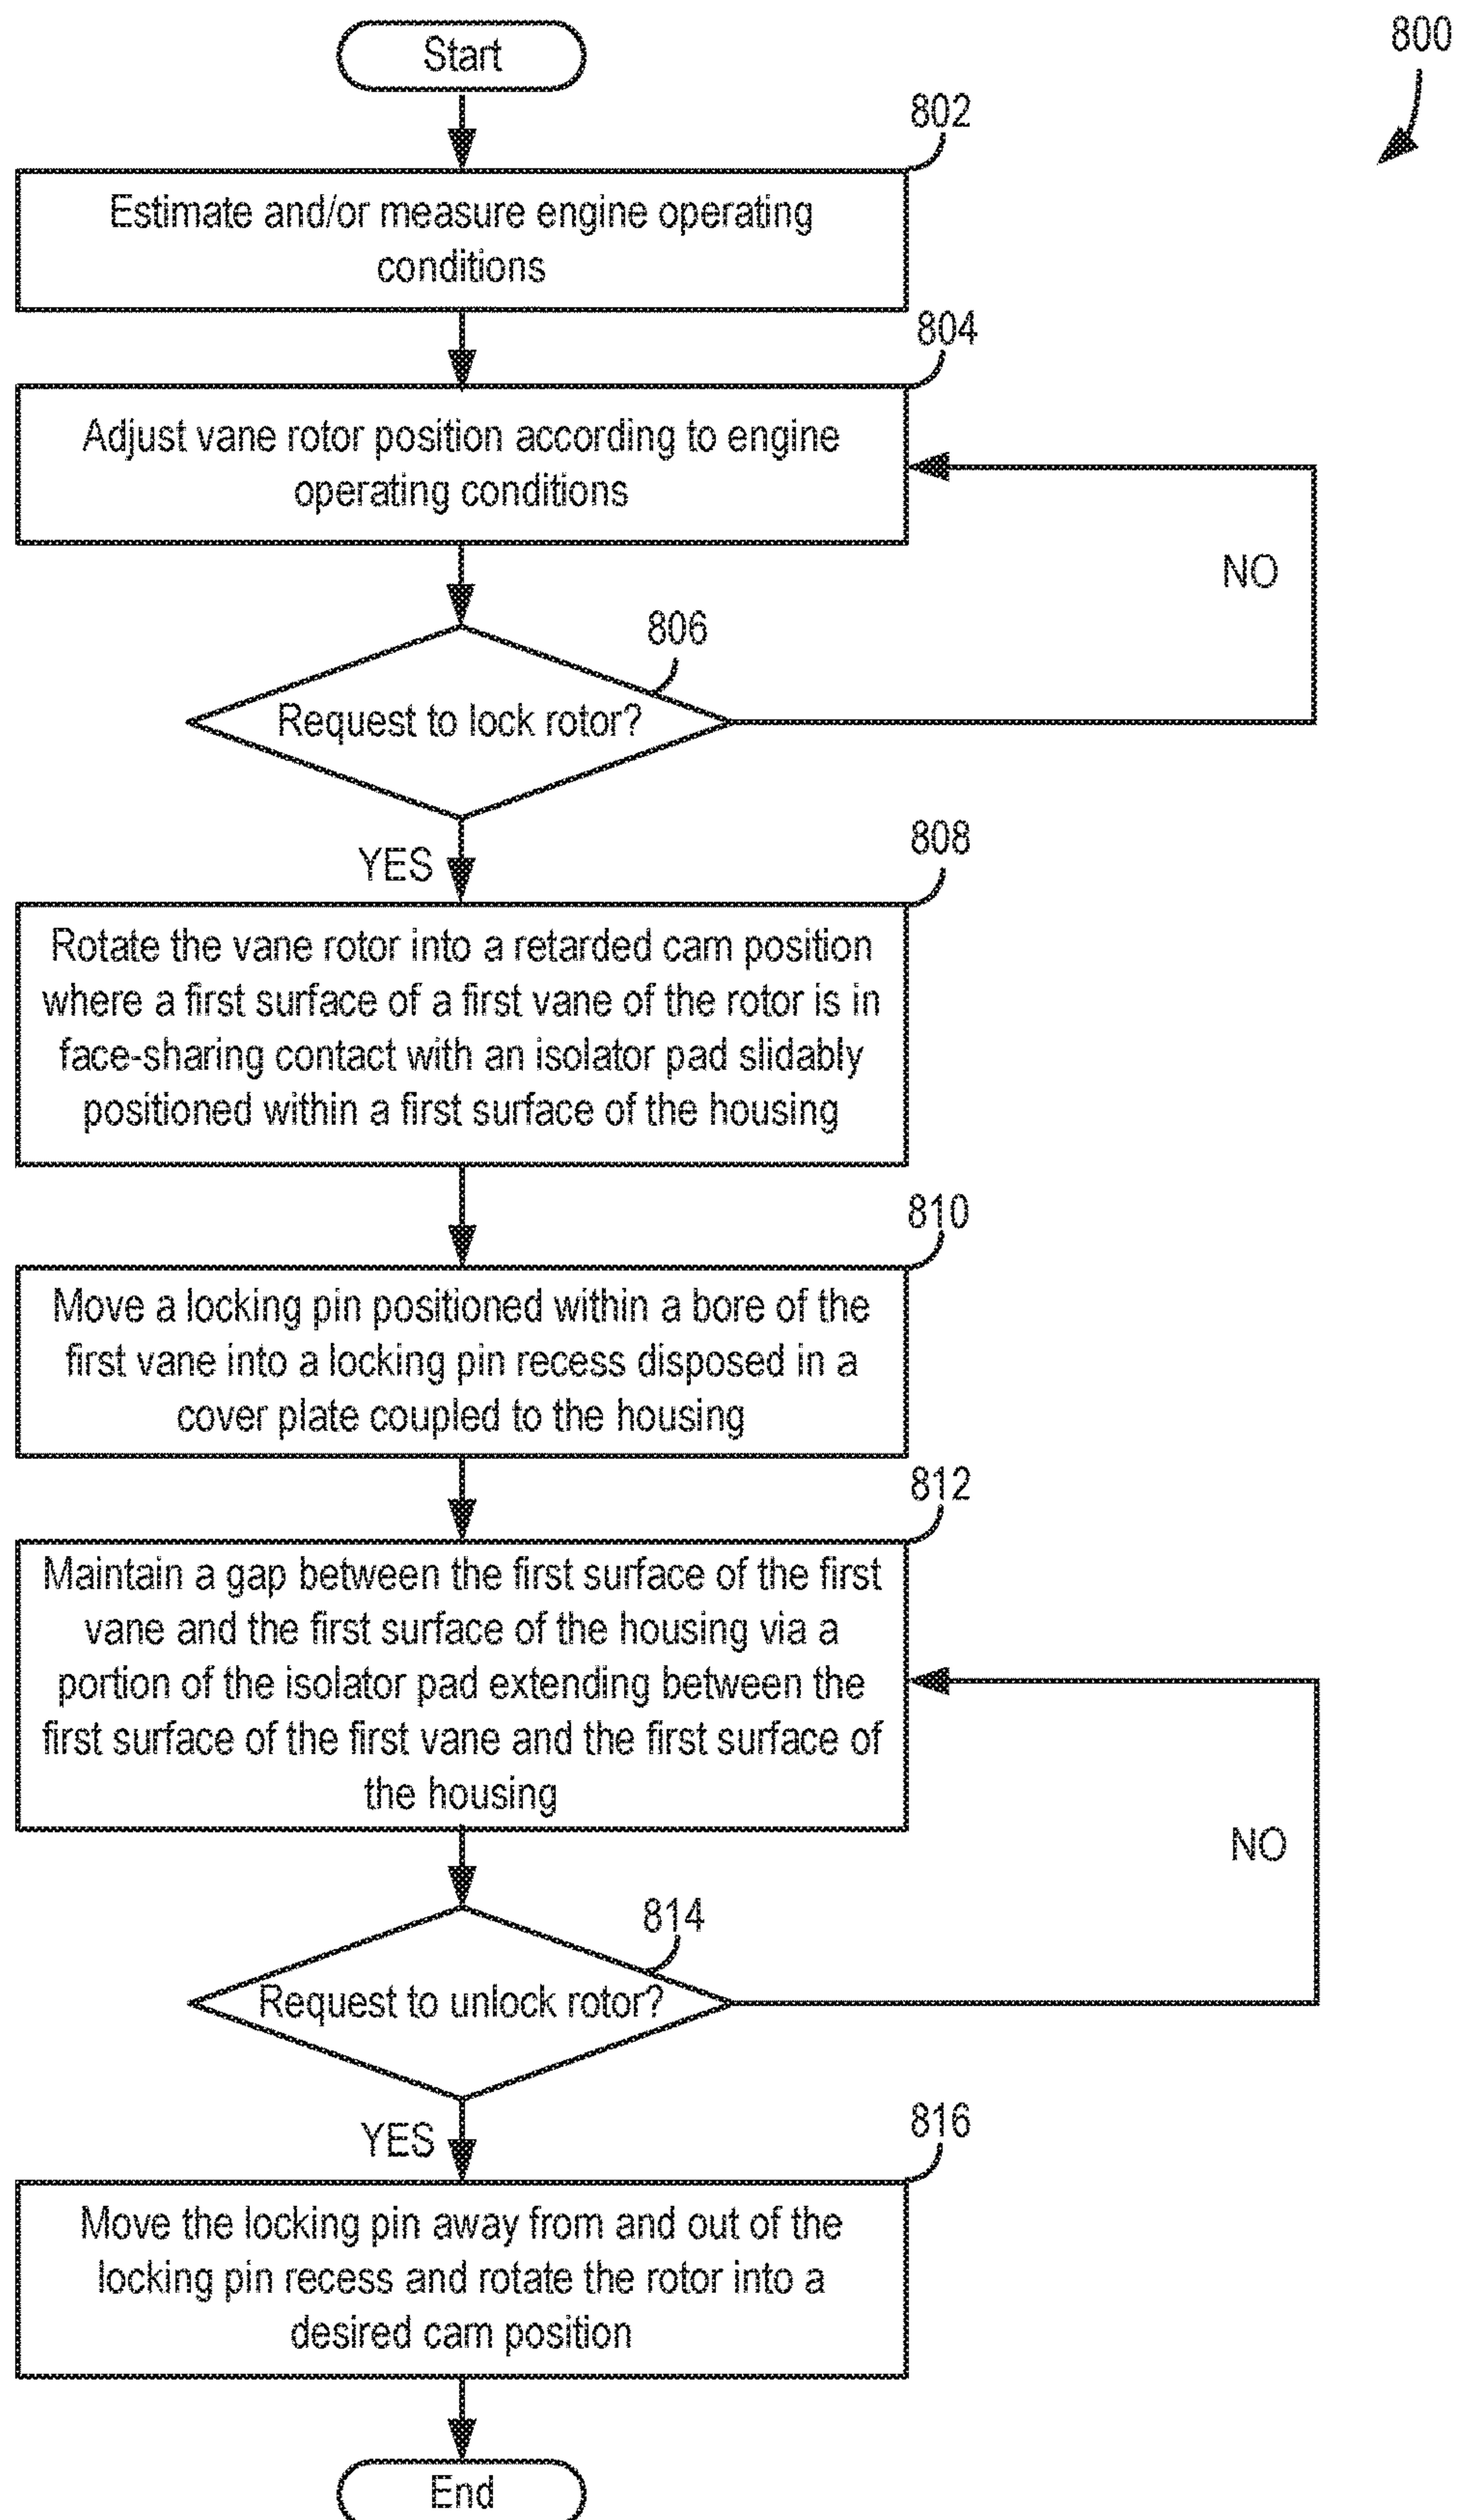 Start
800
802
Estimate and/or measure engine operating
conditions
804
Adjust vane rotor position according to engine
operating conditions
NO
806
Request to lock rotor?
YES
808
Rotate the vane rotor into a retarded cam position
where a first surface of a first vane of the rotor is in
face-sharing contact with an isolator pad slidably
positioned within a first surface of the housing
810
Move a locking pin positioned within a bore of the
first vane into a locking pin recess disposed in a
cover plate coupled to the housing
812
Maintain a gap between the first surface of the first
vane and the first surface of the housing via a
portion of the isolator pad extending between the
first surface of the first vane and the first surface of
the housing
NO
814
Request to unlock rotor?
YES
816
Move the locking pin away from and out of the
locking pin recess and rotate the rotor into a
desired cam position
End